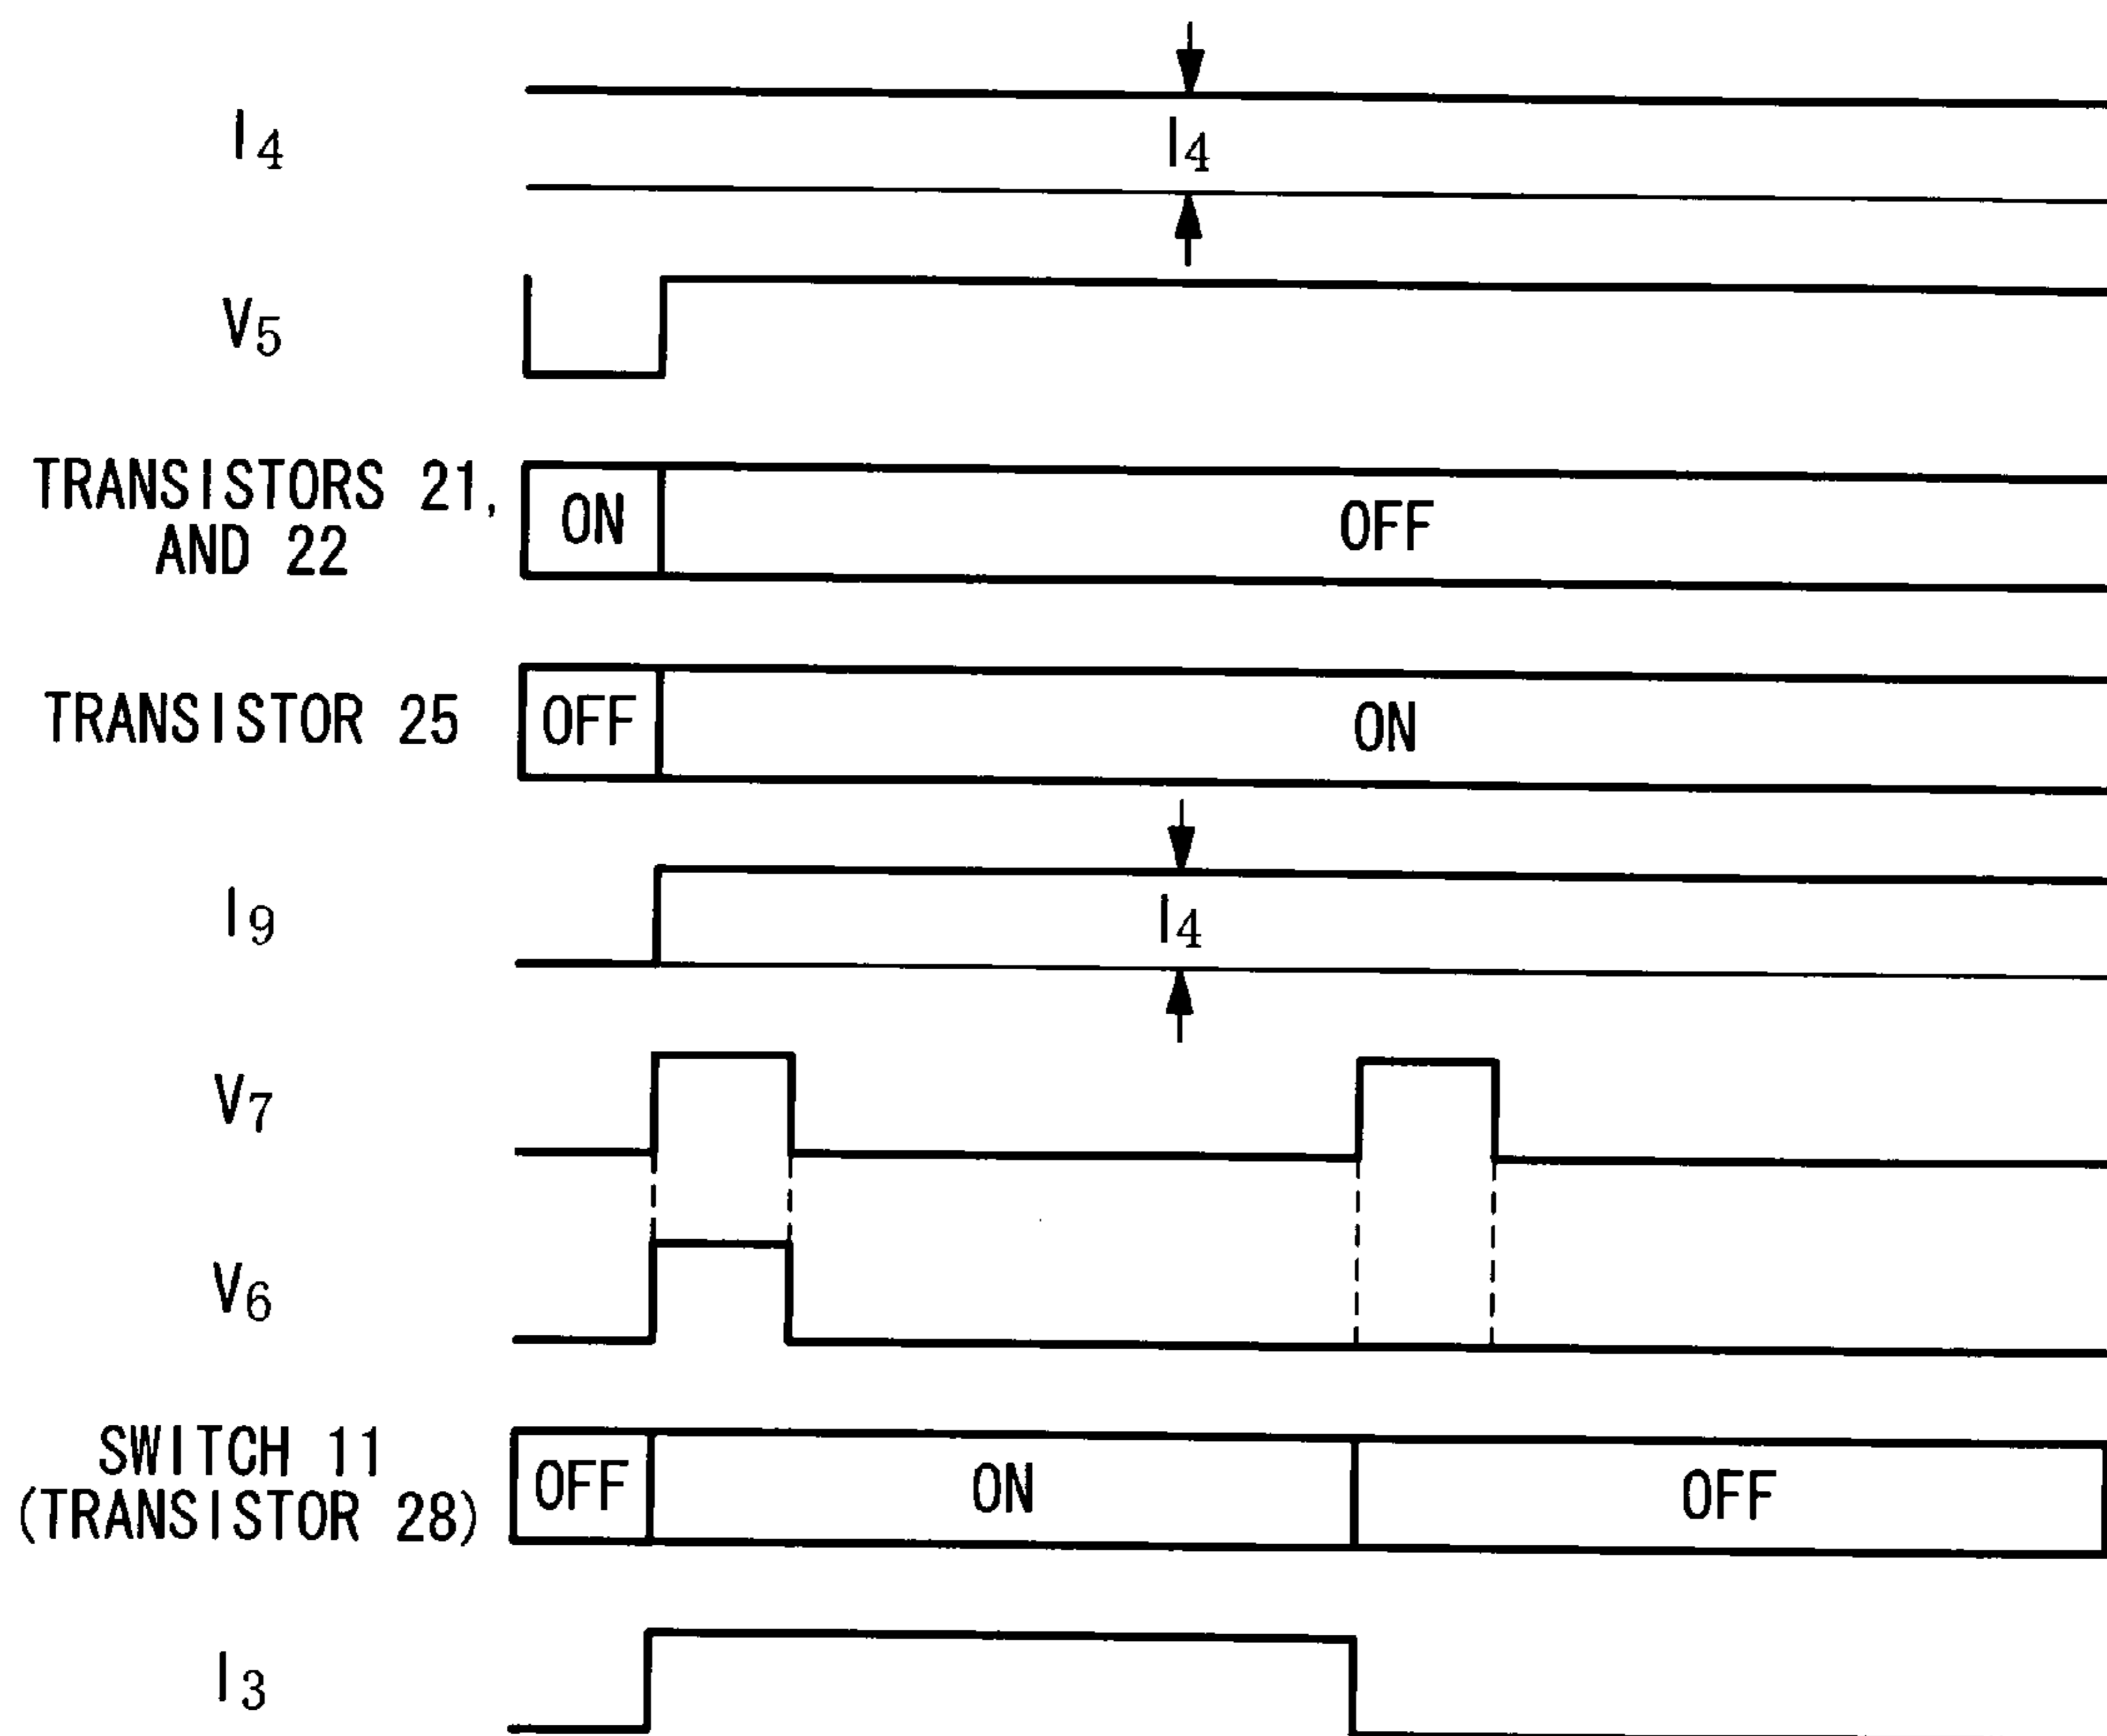 I4
I4
V5
TRANSISTORS 21,
AND 22
ON
OFF
TRANSISTOR 25
OFF
ON
I9
I4
V7
V6
SWITCH 11
(TRANSISTOR 28)
OFF
ON
OFF
I3